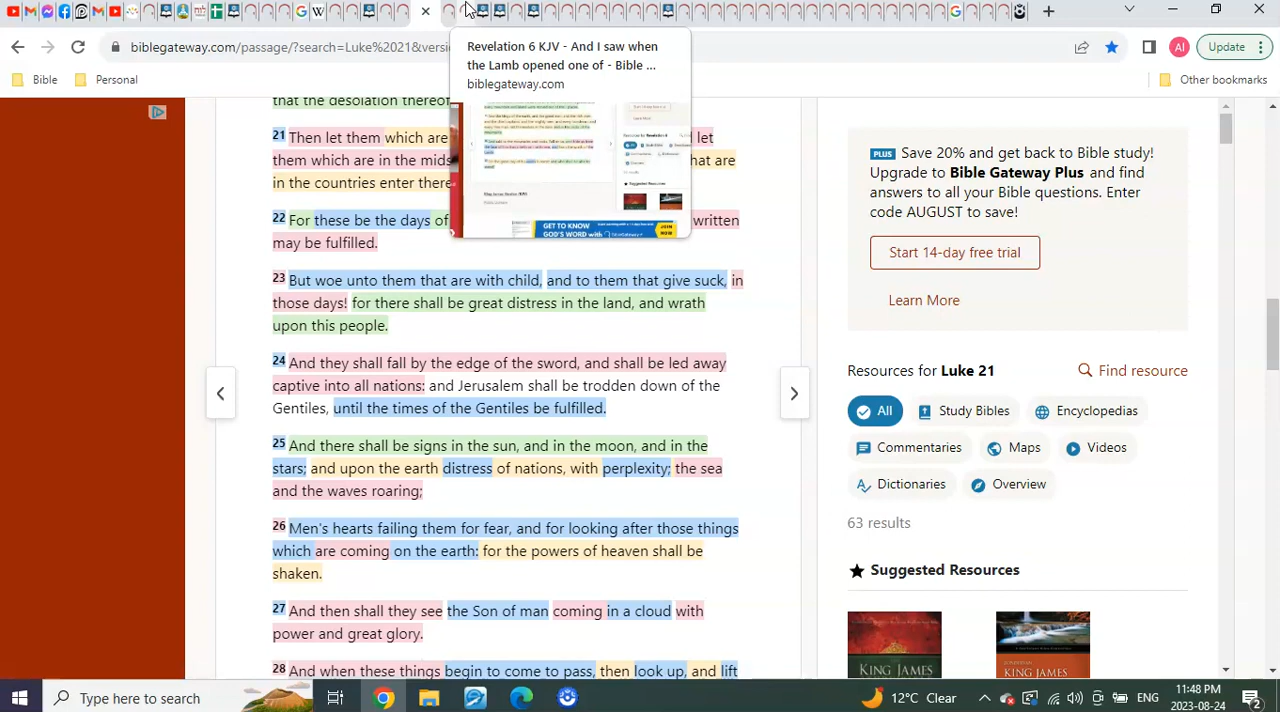 Update
biblegateway.com/passage/?search=Luke%2021&versi
Revelation 6 KJV - And I saw when
the Lamb opened one of - Bible ...
biblegateway.com
Bible
Personal
Other bookmarks
that the desolation thereof
21 Then let them which are
let
them which are in the mids
that are
in the countries enter there
22 For these be the days of
written
may be fulfilled.
23 But woe unto them that are with child, and to them that give suck, in
those days! for there shall be great distress in the land, and wrath
upon this people.
24 And they shall fall by the edge of the sword, and shall be led away
captive into all nations: and Jerusalem shall be trodden down of the
Gentiles, until the times of the Gentiles be fulfilled.
25 And there shall be signs in the sun, and in the moon, and in the
stars; and upon the earth distress of nations, with perplexity; the sea
and the waves roaring;
26 Men's hearts failing them for fear, and for looking after those things
which are coming on the earth: for the powers of heaven shall be
shaken.
27 And then shall they see the Son of man coming in a cloud with
power and great glory.
28 And when these things begin to come to pass, then look up, and lift
GET TO KNOW
GOD'S WORD with
JOIN
NOW
PLUS Save 20% and get back to Bible study!
Upgrade to Bible Gateway Plus and find
answers to all your Bible questions. Enter
code AUGUST to save!
Start 14-day free trial
Learn More
Resources for Luke 21
Find resource
All
Study Bibles
Encyclopedias
Commentaries
Maps
Videos
Dictionaries
Overview
63 results
Suggested Resources
KING JAMES
KING JAMES
Type here to search
12°C Clear
ENG
11:48 PM
2023-08-24
2